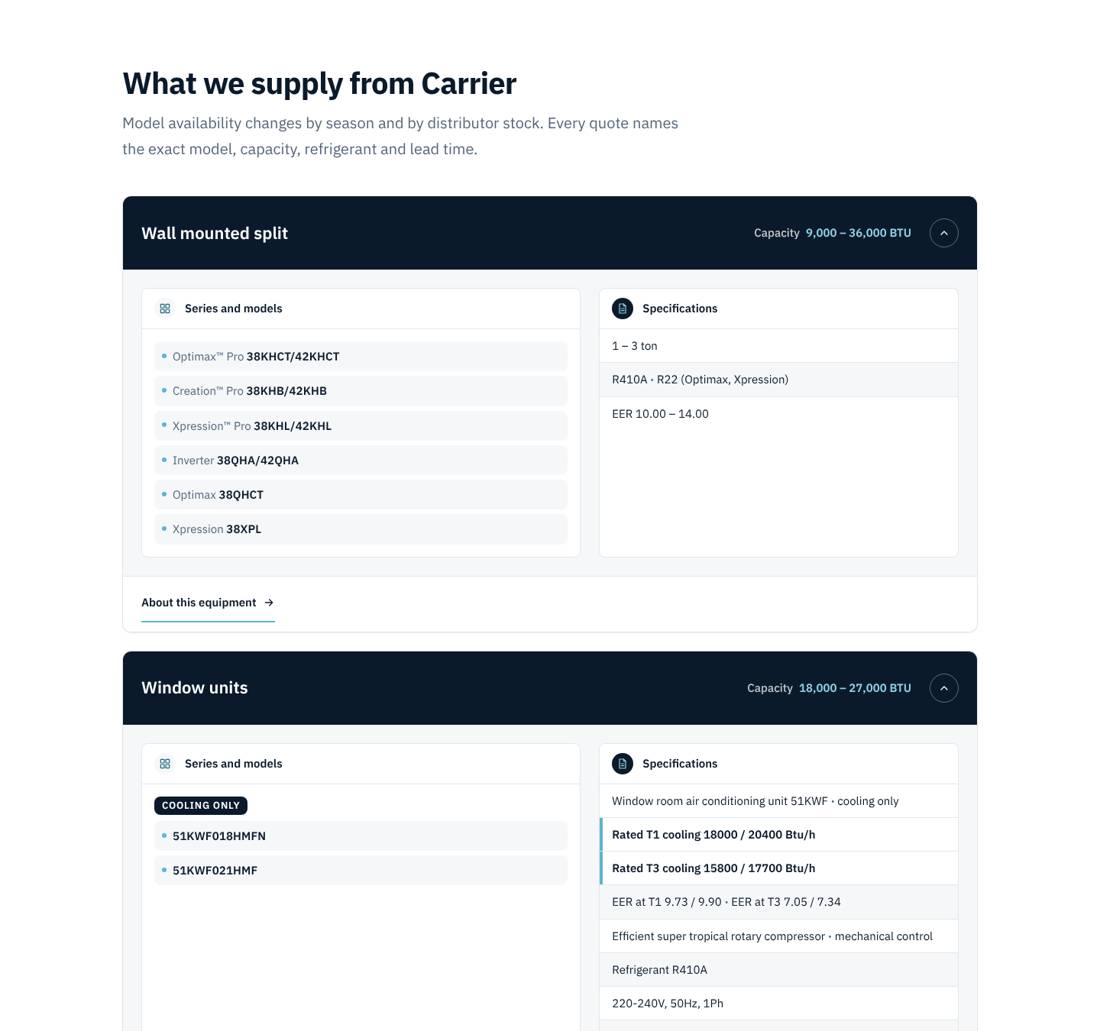 What we supply from Carrier
Model availability changes by season and by distributor stock. Every quote names
the exact model, capacity, refrigerant and lead time.
Wall mounted split
Capacity 9,000 – 36,000 BTU
Series and models
Optimax™ Pro 38KHCT/42KHCT
Creation™ Pro 38KHB/42KHB
Xpression™ Pro 38KHL/42KHL
Inverter 38QHA/42QHA
Optimax 38QHCT
Xpression 38XPL
Specifications
1 – 3 ton
R410A · R22 (Optimax, Xpression)
EER 10.00 – 14.00
About this equipment →
Window units
Capacity 18,000 – 27,000 BTU
Series and models
COOLING ONLY
51KWF018HMFN
51KWF021HMF
Specifications
Window room air conditioning unit 51KWF · cooling only
Rated T1 cooling 18000 / 20400 Btu/h
Rated T3 cooling 15800 / 17700 Btu/h
EER at T1 9.73 / 9.90 · EER at T3 7.05 / 7.34
Efficient super tropical rotary compressor · mechanical control
Refrigerant R410A
220-240V, 50Hz, 1Ph